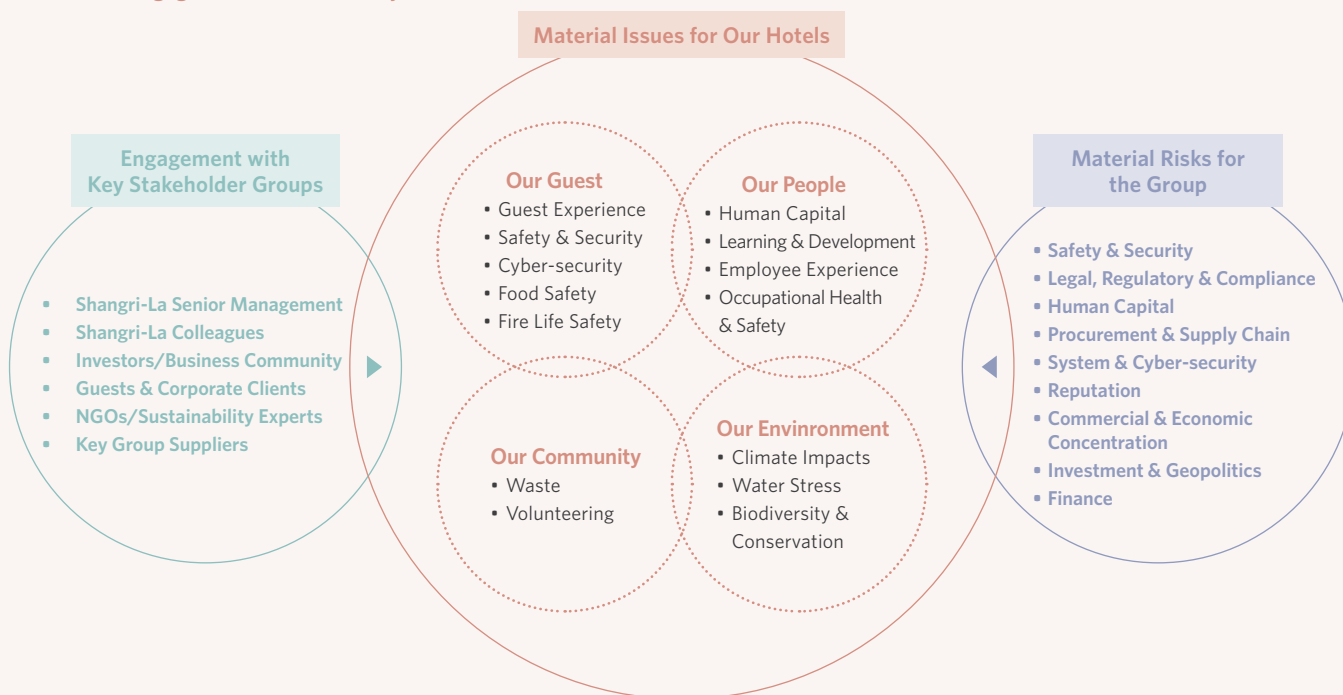 Material Issues for Our Hotels
Engagement with
Key Stakeholder Groups
• Shangri-La Senior Management
• Shangri-La Colleagues
• Investors/Business Community
• Guests & Corporate Clients
• NGOs/Sustainability Experts
• Key Group Suppliers
Our Guest
• Guest Experience
• Safety & Security
• Cyber-security
• Food Safety
• Fire Life Safety
Our People
• Human Capital
• Learning & Development
• Employee Experience
• Occupational Health
& Safety
Our Community
• Waste
• Volunteering
Our Envinronment
• Climate Impacts
• Water Stress
• Biodiversity &
Conservation
Material Risks for
the Group
• Safety & Security
• Legal, Regulatory & Compliance
• Human Capital
• Procurement & Supply Chain
• System & Cyber-security
• Reputation
• Commercial & Economic
Concentration
• Investment & Geopolitics
• Finance